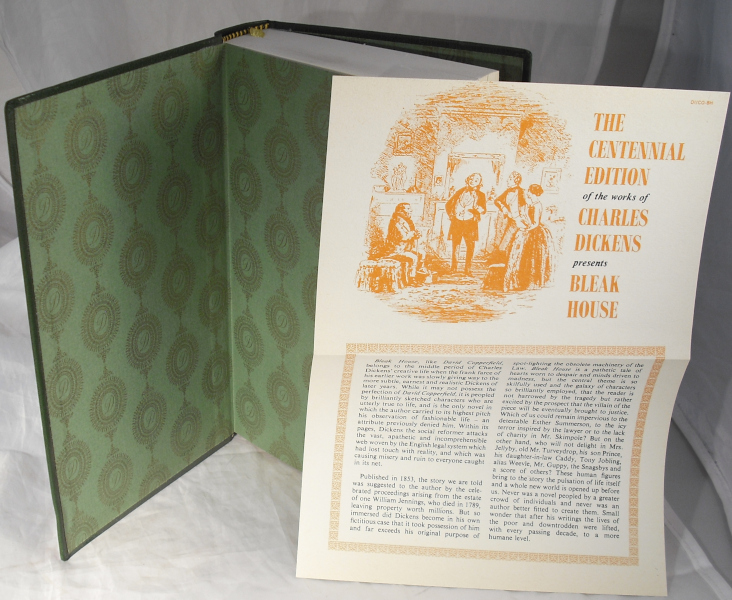 THE
CENTENNIAL
EDITION
of the works of
CHARLES
DICKENS
presents
BLEAK
HOUSE
Bleak House, like David Copperfield,
belongs to the middle period of Charles
Dickens' creative life when the frank farce of
his earlier work was slowly giving way to the
more subtle, earnest and realistic Dickens of
later years. While it may not possess the
perfection of David Copperfield, it is peopled
by brilliantly sketched characters who are
utterly true to life, and is the only novel in
which the author carried to its highest pitch
his observation of fashionable life – an
attribute previously denied him. Within its
pages, Dickens the social reformer attacks
the vast, apathetic and incomprehensible
web woven by the English legal system which
had lost touch with reality, and which was
causing misery and ruin to everyone caught
in its net.
Published in 1853, the story we are told
was suggested to the author by the cele-
brated proceedings arising from the estate
of one William Jennings, who died in 1789,
leaving property worth millions. But so
immersed did Dickens become in his own
fictitious case that it took possession of him
and far exceeds his original purpose of
spot-lighting the obsolete machinery of the
Law. Bleak House is a pathetic tale of
hearts worn to despair and minds driven to
madness, but the central theme is so
skilfully used and the galaxy of characters
so brilliantly employed, that the reader is
not harrowed by the tragedy but rather
excited by the prospect that the villain of the
piece will be eventually brought to justice.
Which of us could remain impervious to the
detestable Esther Summerson, to the icy
terror inspired by the lawyer or to the lack
of charity in Mr. Skimpole? But on the
other hand, who will not delight in Mrs.
Jellyby, old Mr. Turveydrop, his son Prince,
his daughter-in-law Caddy, Tony Jobling,
alias Weevle, Mr. Guppy, the Snagsbys and
a score of others? These human figures
bring to the story the pulsation of life itself
and a whole new world is opened up before
us. Never was a novel peopled by a greater
crowd of individuals and never was an
author better fitted to create them. Small
wonder that after his writings the lives of
the poor and downtrodden were lifted,
with every passing decade, to a more
humane level.